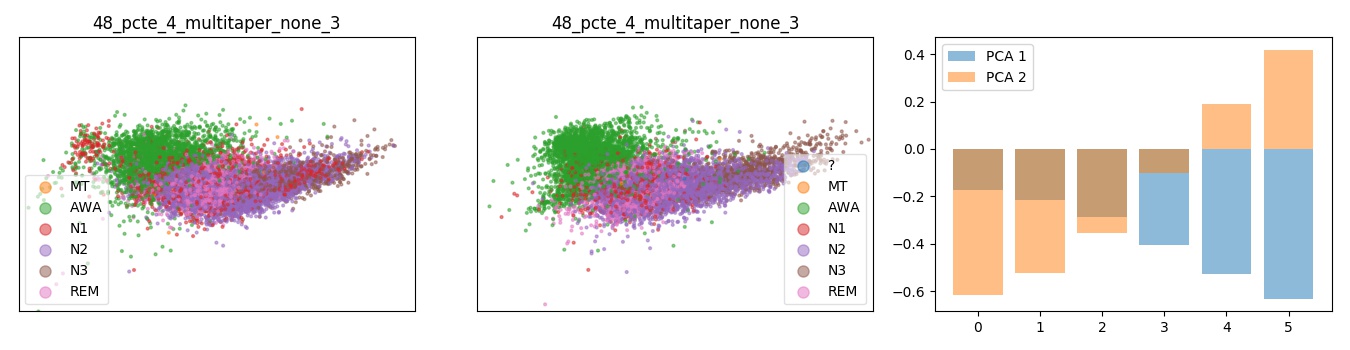 48_pcte_4_multitaper_none_3
MT
AWA
N1
N2
N3
REM
48_pcte_4_multitaper_none_3
?
MT
AWA
N1
N2
N3
REM
PCA 1
PCA 2
0.4
0.2
0.0
−0.2
−0.4
−0.6
0 1 2 3 4 5